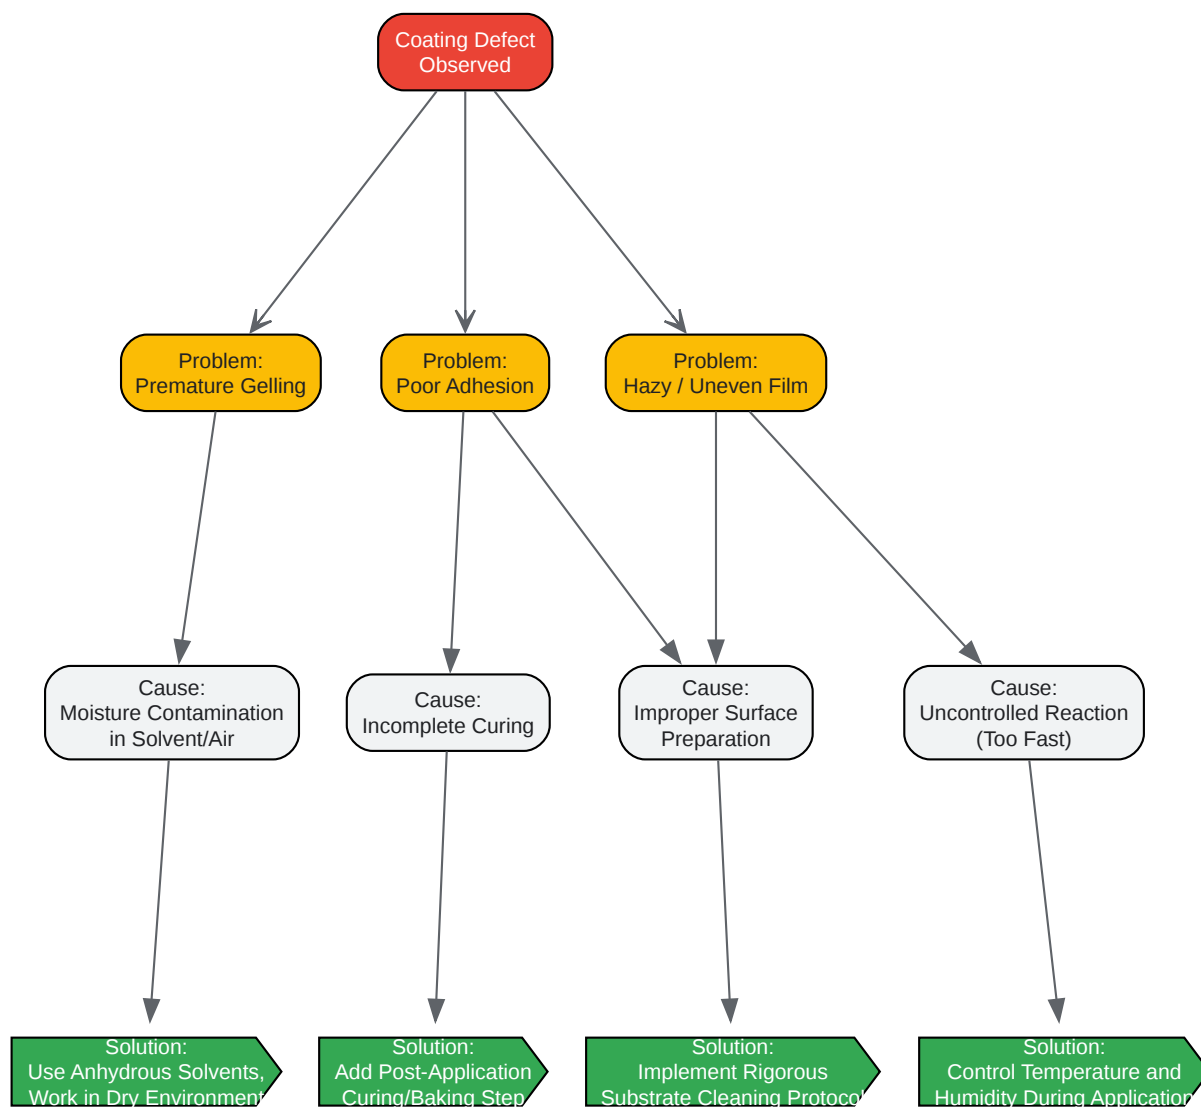 Coating Defect
Observed
Problem:
Premature Gelling
Problem:
Poor Adhesion
Problem:
Hazy / Uneven Film
Cause:
Moisture Contamination
in Solvent/Air
Cause:
Incomplete Curing
Cause:
Improper Surface
Preparation
Cause:
Uncontrolled Reaction
(Too Fast)
Solution:
Use Anhydrous Solvents,
Work in Dry Environment
Solution:
Add Post-Application
Curing/Baking Step
Solution:
Implement Rigorous
Substrate Cleaning Protocol
Solution:
Control Temperature and
Humidity During Application